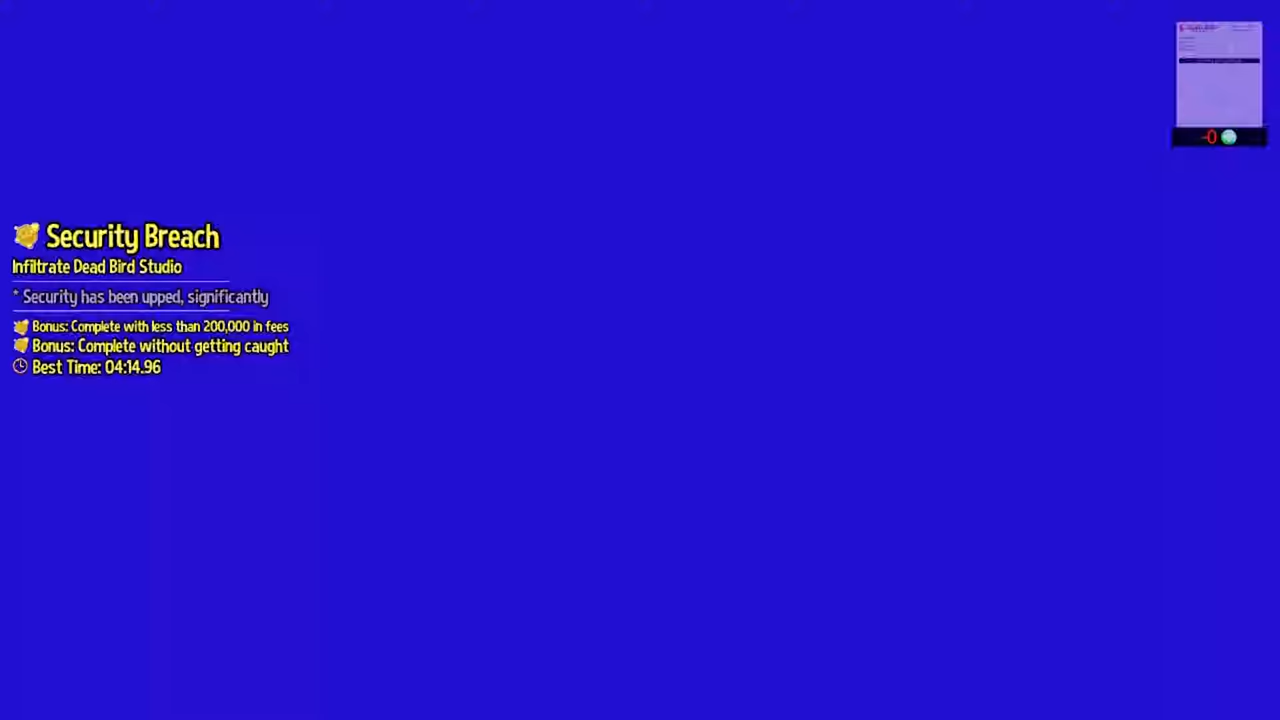 -0
Security Breach
Infiltrate Dead Bird Studio
* Security has been upped, significantly
Bonus: Complete with less than 200,000 in fees
Bonus: Complete without getting caught
Best Time: 04:14.96